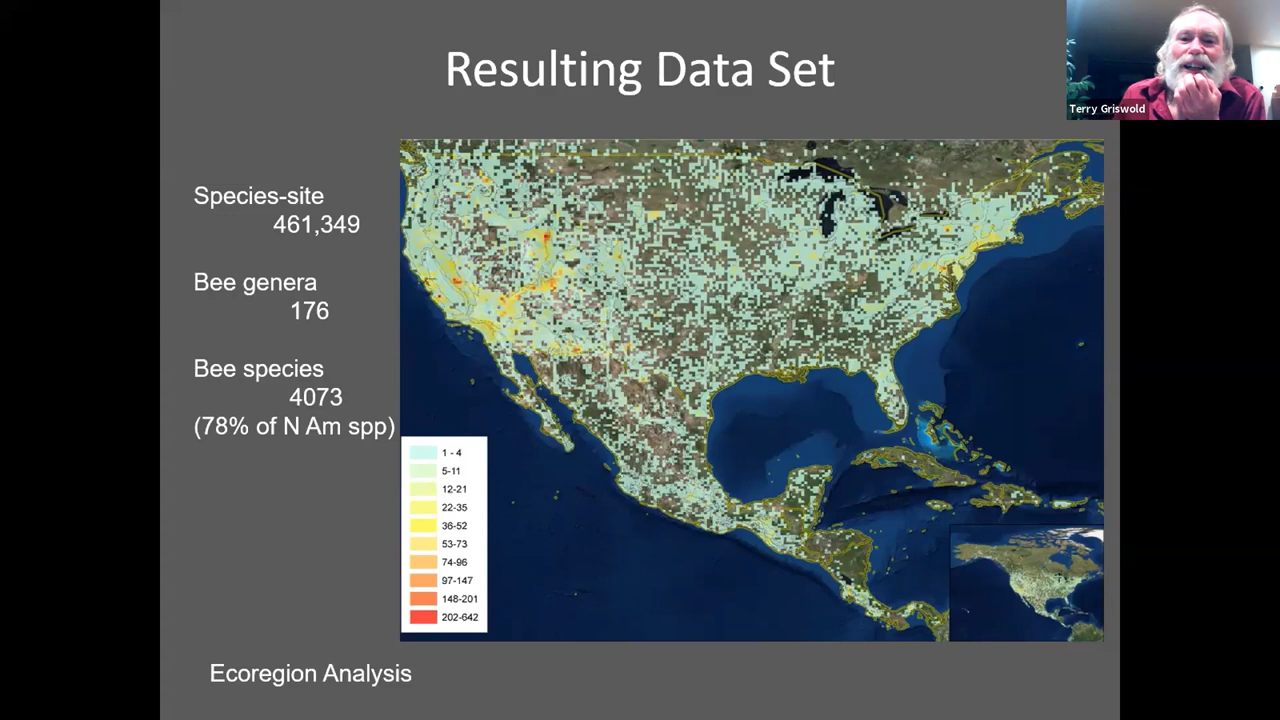 Resulting Data Set
Terry Griswold
Species-site
461,349
Bee genera
176
Bee species
4073
(78% of N Am spp)
1 - 4
5-11
12-21
22-35
36-52
53-73
74-96
97-147
148-201
202-642
Ecoregion Analysis